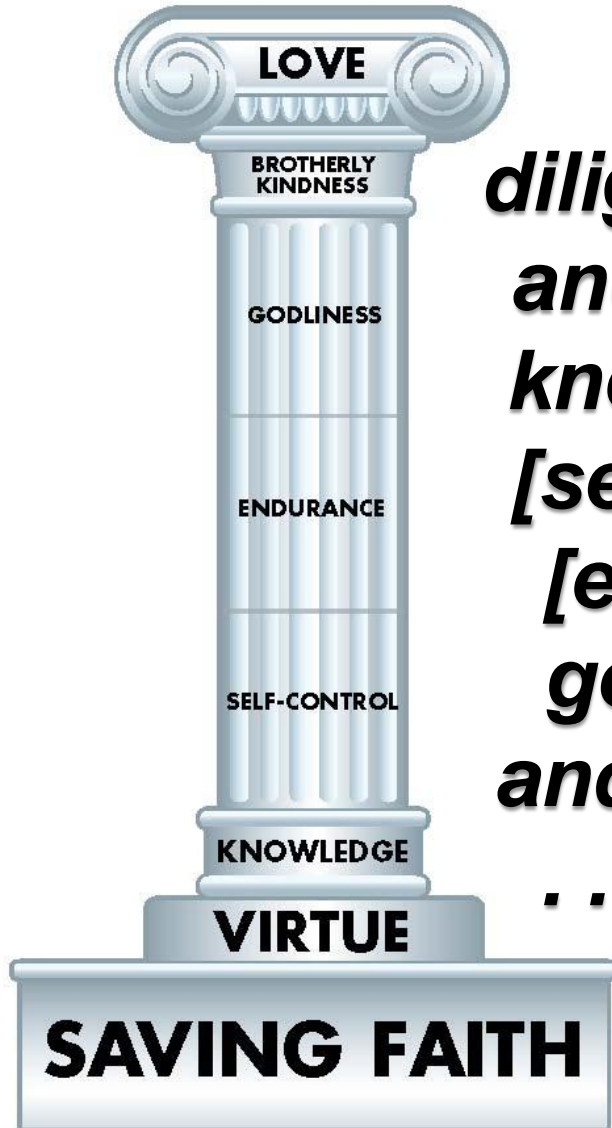 LOVE
BROTHERLY
KINDNESS
GODLINESS
ENDURANCE
SELF-CONTROL
KNOWLEDGE
VIRTUE
SAVING FAITH
dilig
an
kno
[se
[e
go
and
. .